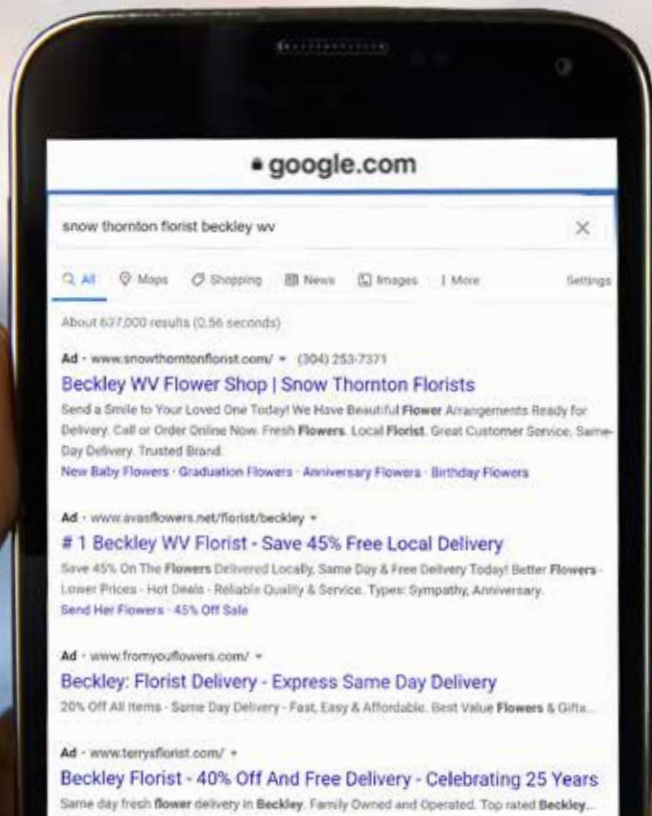 google.com
snow thornton florist beckley wv
All Maps Shopping News Images More Settings
About 637,000 results (0.56 seconds)
Ad · www.snowthorntonflorist.com/ (304) 253-7371
Beckley WV Flower Shop | Snow Thornton Florists
Send a Smile to Your Loved One Today! We Have Beautiful Flower Arrangements Ready for
Delivery. Call or Order Online Now. Fresh Flowers. Local Florist. Great Customer Service. Same-
Day Delivery. Trusted Brand.
New Baby Flowers · Graduation Flowers · Anniversary Flowers · Birthday Flowers
Ad · www.avasflowers.net/florist/beckley
# 1 Beckley WV Florist - Save 45% Free Local Delivery
Save 45% On The Flowers Delivered Locally, Same Day & Free Delivery Today! Better Flowers -
Lower Prices - Hot Deals - Reliable Quality & Service. Types: Sympathy, Anniversary.
Send Her Flowers · 45% Off Sale
Ad · www.fromyouflowers.com/
Beckley: Florist Delivery - Express Same Day Delivery
20% Off All Items - Same Day Delivery - Fast, Easy & Affordable. Best Value Flowers & Gifts...
Ad · www.terrysflorist.com/
Beckley Florist - 40% Off And Free Delivery - Celebrating 25 Years
Same day fresh flower delivery in Beckley. Family Owned and Operated. Top rated Beckley...